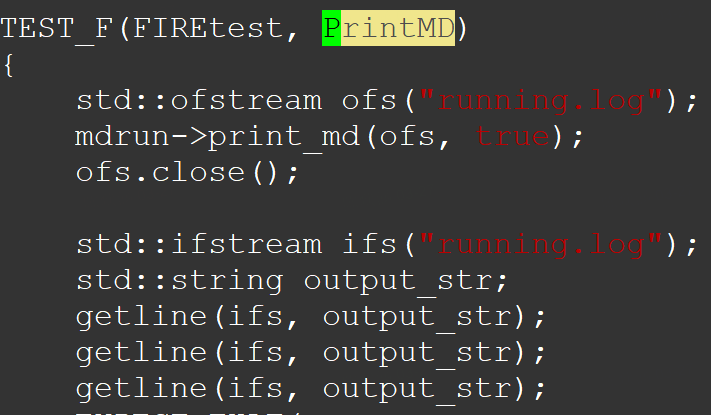 TEST_F(FIREtest, PrintMD)
{
    std::ofstream ofs("running.log");
    mdrun->print_md(ofs, true);
    ofs.close();

    std::ifstream ifs("running.log");
    std::string output_str;
    getline(ifs, output_str);
    getline(ifs, output_str);
    getline(ifs, output_str);